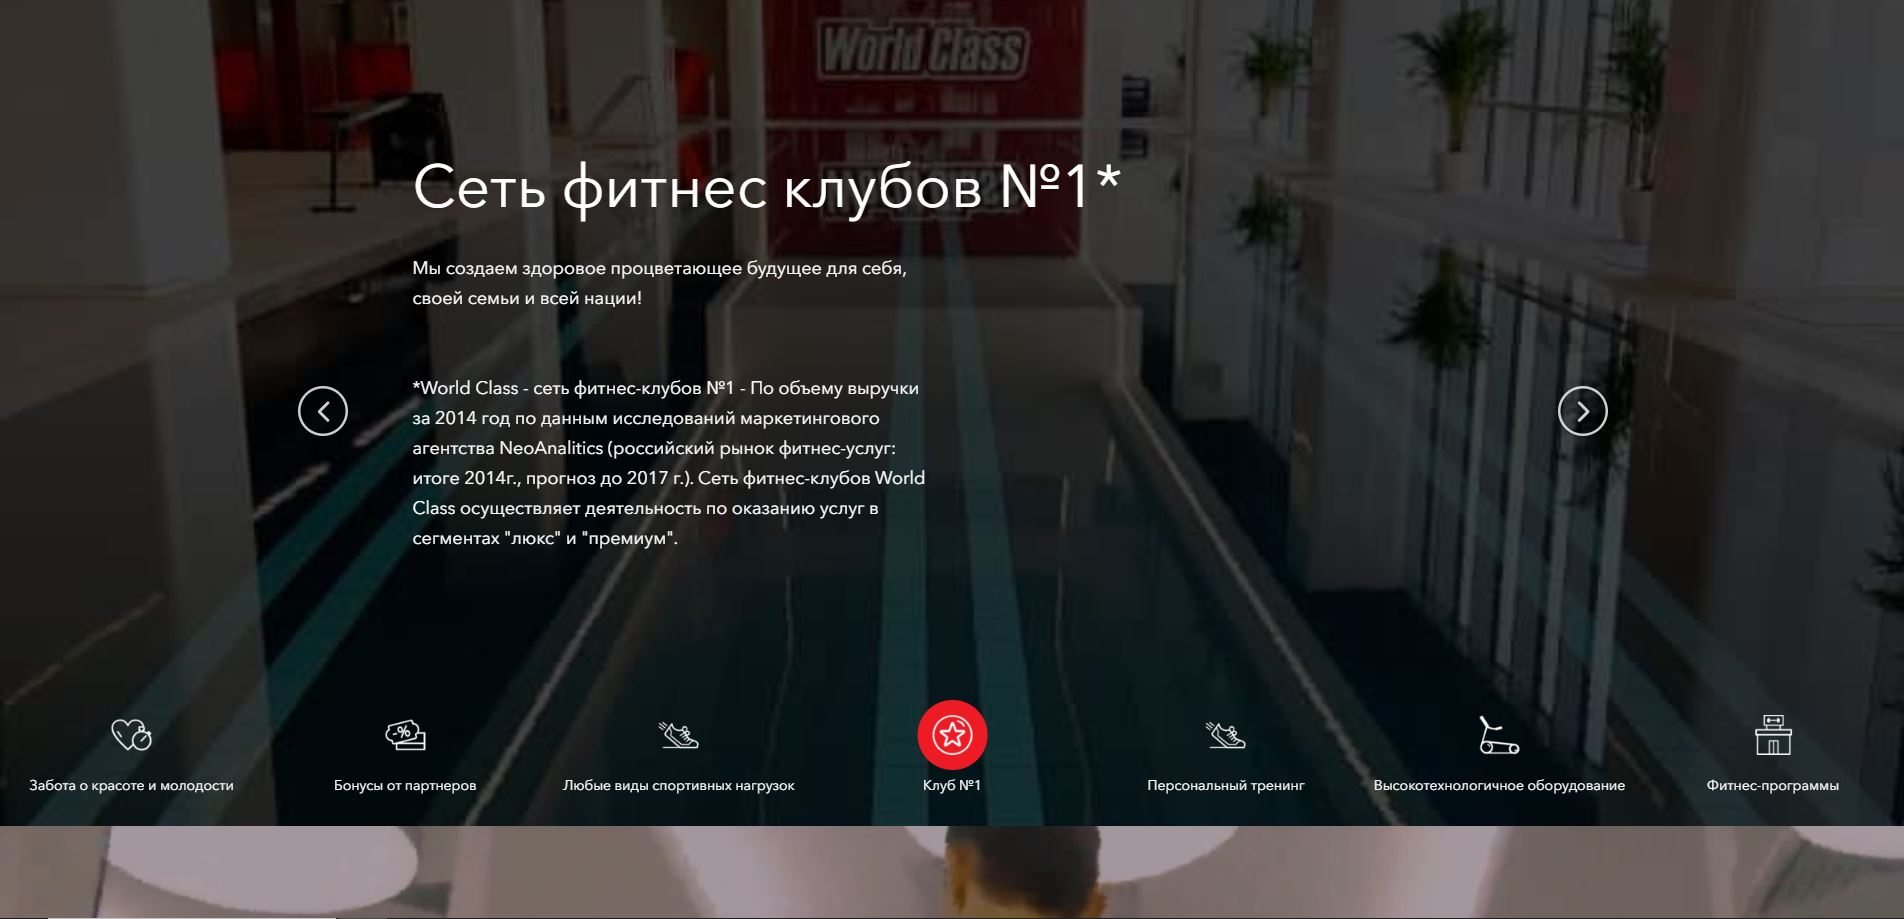 World Class
Сеть фитнес клубов №1*
Мы создаем здоровое процветающее будущее для себя,
своей семьи и всей нации!
*World Class - сеть фитнес-клубов №1 - По объему выручки
за 2014 год по данным исследований маркетингового
агентства NeoAnalitics (российский рынок фитнес-услуг:
итоге 2014г., прогноз до 2017 г.). Сеть фитнес-клубов World
Class осуществляет деятельность по оказанию услуг в
сегментах "люкс" и "премиум".
-%
Забота о красоте и молодости
Бонусы от партнеров
Любые виды спортивных нагрузок
Клуб №1
Персональный тренинг
Высокотехнологичное оборудование
Фитнес-программы